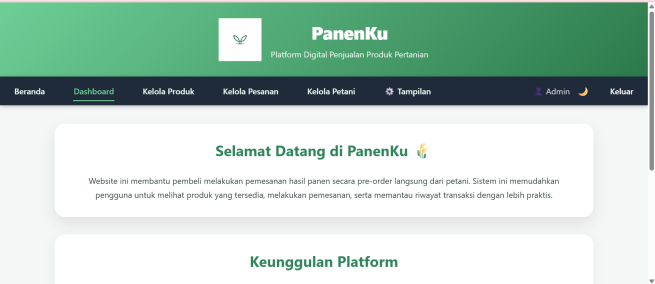 PanenKu
Platform Digital Penjualan Produk Pertanian
Beranda Dashboard Kelola Produk Kelola Pesanan Kelola Petani ⚙️ Tampilan 👤 Admin 🌙 Keluar
Selamat Datang di PanenKu 🌾
Website ini membantu pembeli melakukan pemesanan hasil panen secara pre-order langsung dari petani. Sistem ini memudahkan
pengguna untuk melihat produk yang tersedia, melakukan pemesanan, serta memantau riwayat transaksi dengan lebih praktis.
Keunggulan Platform